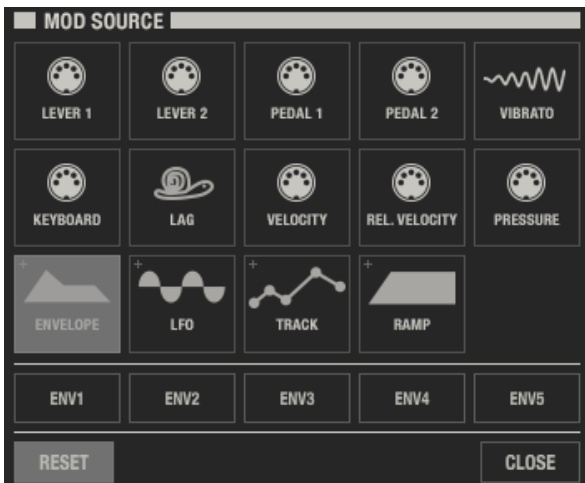 MOD SOURCE
LEVER 1 LEVER 2 PEDAL 1 PEDAL 2 VIBRATO
KEYBOARD LAG VELOCITY REL. VELOCITY PRESSURE
+ + + +
ENVELOPE LFO TRACK RAMP
ENV1 ENV2 ENV3 ENV4 ENV5
RESET CLOSE